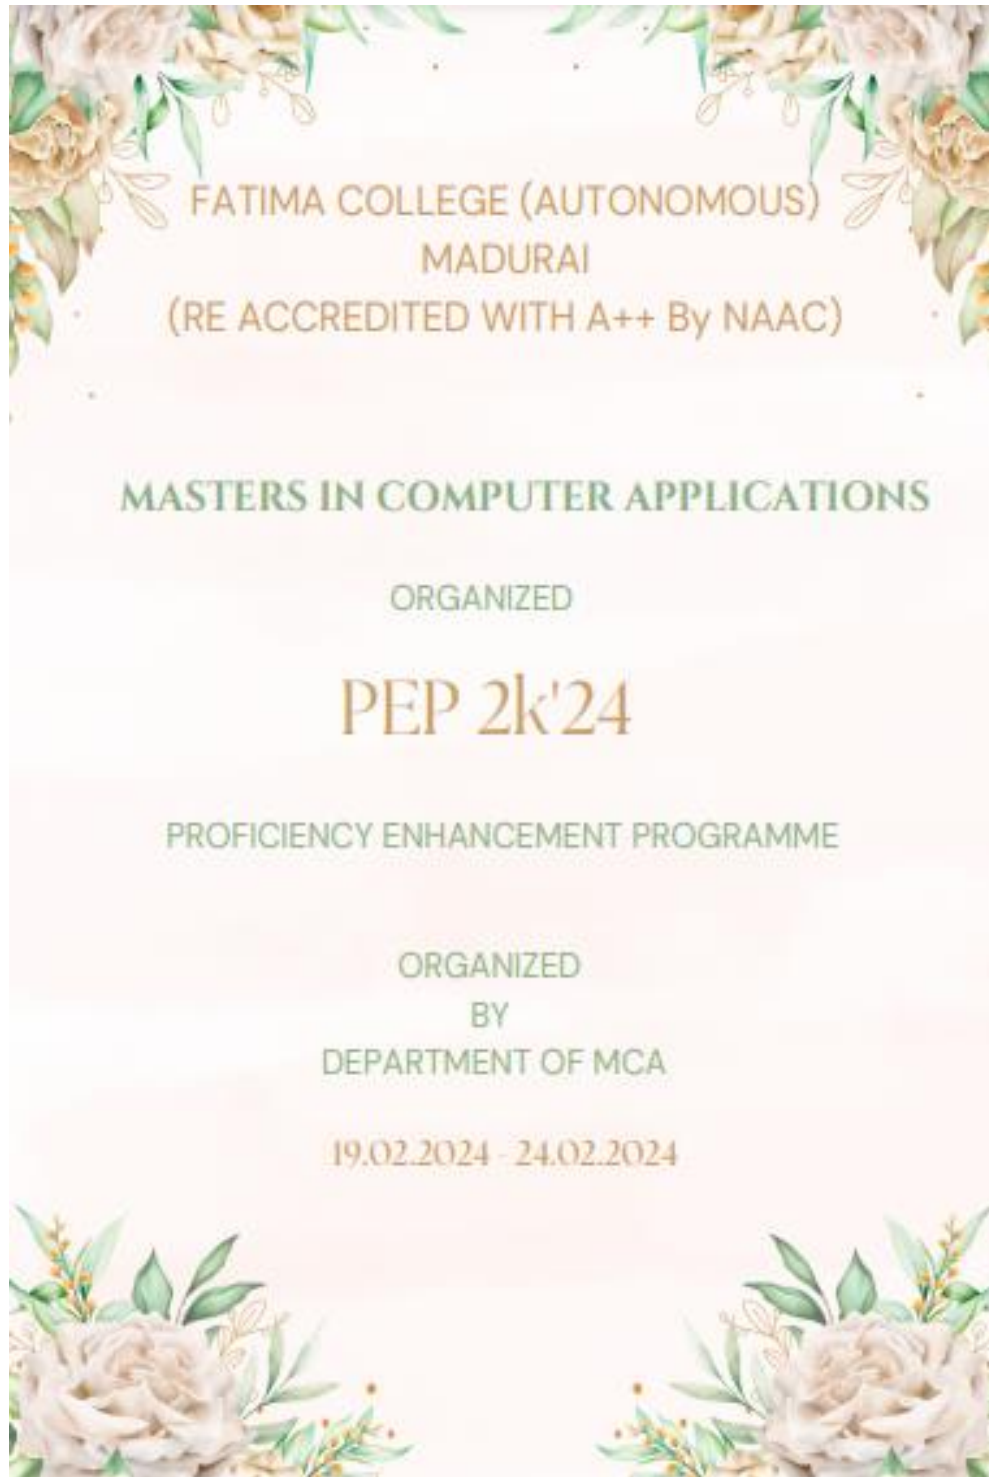 FATIMA COLLEGE (AUTONOMOUS)
MADURAI
(RE ACCREDITED WITH A++ By NAAC)
MASTERS IN COMPUTER APPLICATIONS
ORGANIZED
PEP 2k'24
PROFICIENCY ENHANCEMENT PROGRAMME
ORGANIZED
BY
DEPARTMENT OF MCA
19.02.2024 - 24.02.2024